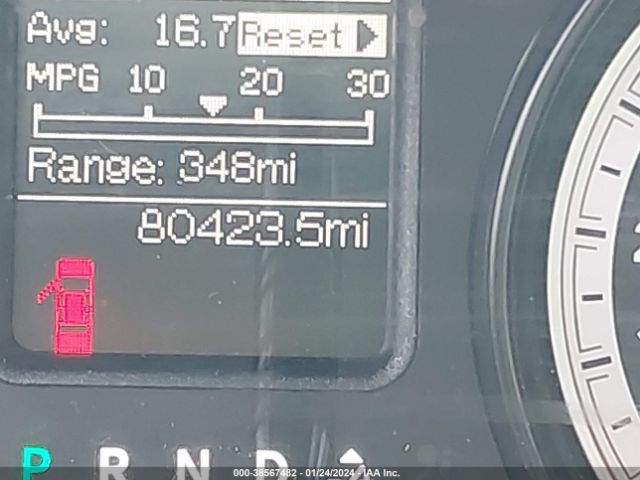 Avg: 16.7 Reset
MPG 10 20 30
Range: 348mi
80423.5mi
P R N D
000-38567482 - 01/24/2024 - IAA Inc.